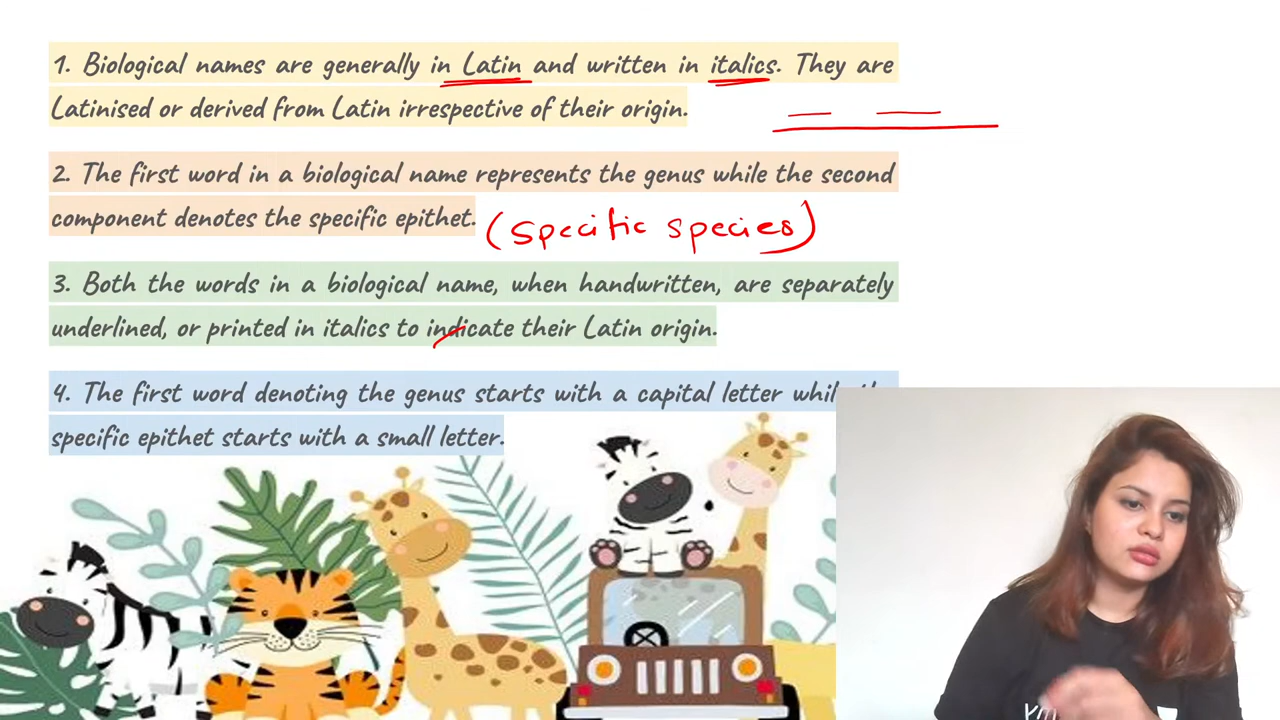 1. Biological names are generally in Latin and written in italics. They are
Latinised or derived from Latin irrespective of their origin.
2. The first word in a biological name represents the genus while the second
component denotes the specific epithet.
(specific species)
3. Both the words in a biological name, when handwritten, are separately
underlined, or printed in italics to indicate their Latin origin.
4. The first word denoting the genus starts with a capital letter while the
specific epithet starts with a small letter.